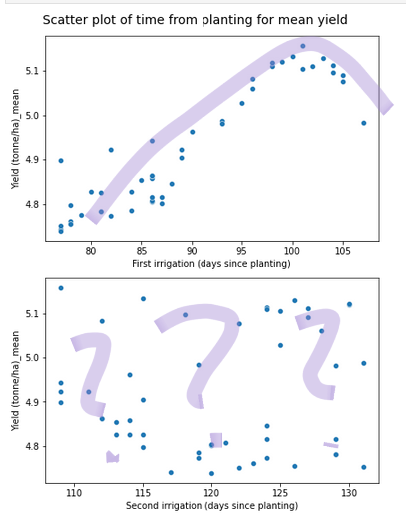 Scatter plot of time from planting for mean yield
5.1
5.0
4.9
4.8
Yield (tonne/ha)_mean
80 85 90 95 100 105
First irrigation (days since planting)
5.1
5.0
4.9
4.8
Yield (tonne/ha)_mean
? ? ?
110 115 120 125 130
Second irrigation (days since planting)